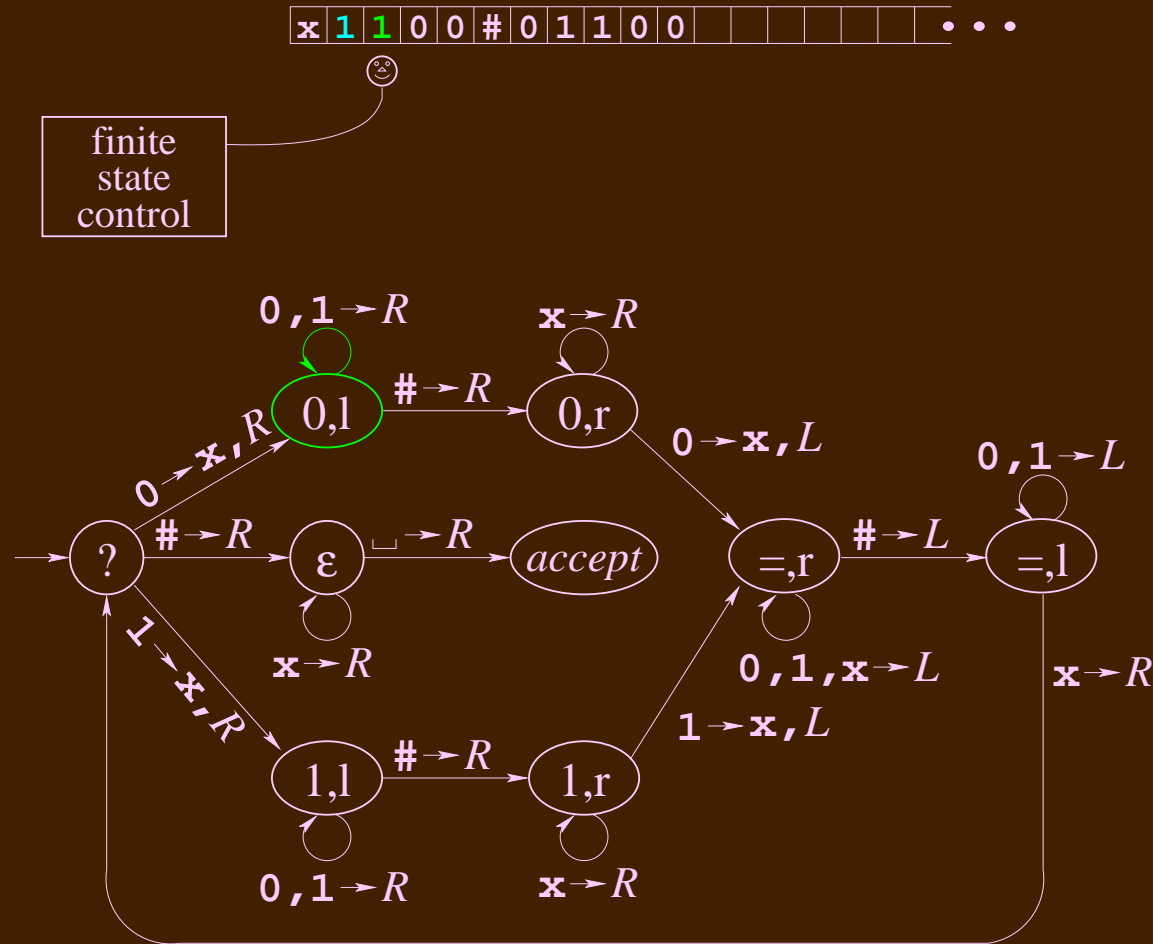 x 1 1 0 0 # 0 1 1 0 0 • • •
finite
state
control
0,1→R
x→R
0,l
#→R
0,r
0→x,R
0→x,L
0,1→L
?
#→R
ε
␣→R
accept
=,r
#→L
=,l
1→x,R
x→R
0,1,x→L
x→R
1→x,L
1,l
#→R
1,r
0,1→R
x→R